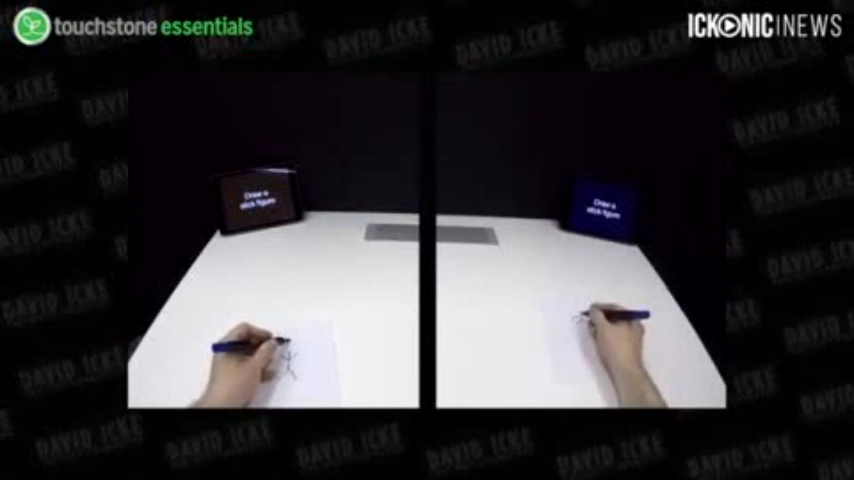 touchstone essentials
ICKONIC NEWS
DAVID ICKE
Draw a
stick figure
Draw a
stick figure